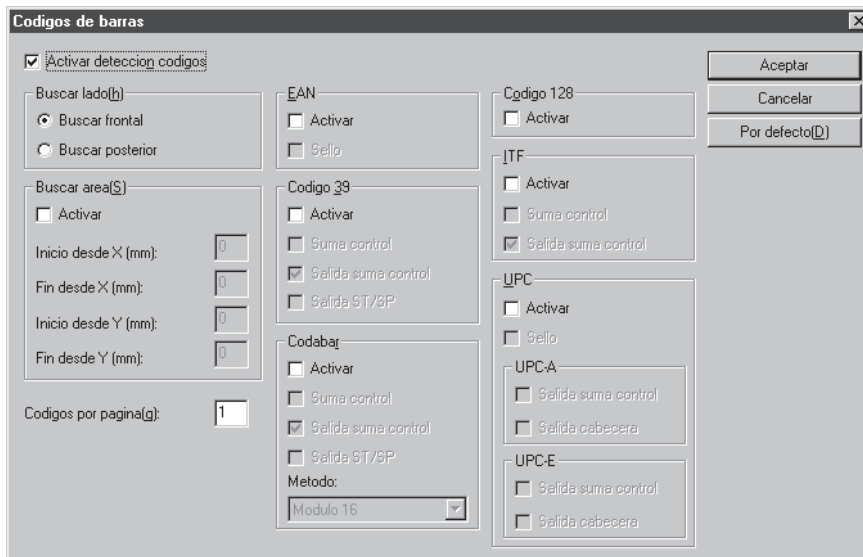 Codigos de barras
Activar deteccion codigos
Buscar lado(h)
Buscar frontal
Buscar posterior
Buscar area(S)
Activar
Inicio desde X (mm):
0
Fin desde X (mm):
0
Inicio desde Y (mm):
0
Fin desde Y (mm):
0
Codigos por pagina(g):
1
EAN
Activar
Sello
Codigo 39
Activar
Suma control
Salida suma control
Salida ST/SP
Codabar
Activar
Suma control
Salida suma control
Salida ST/SP
Metodo:
Modulo 16
Codigo 128
Activar
ITF
Activar
Suma control
Salida suma control
UPC
Activar
Sello
UPC-A
Salida suma control
Salida cabecera
UPC-E
Salida suma control
Salida cabecera
Aceptar
Cancelar
Por defecto(D)